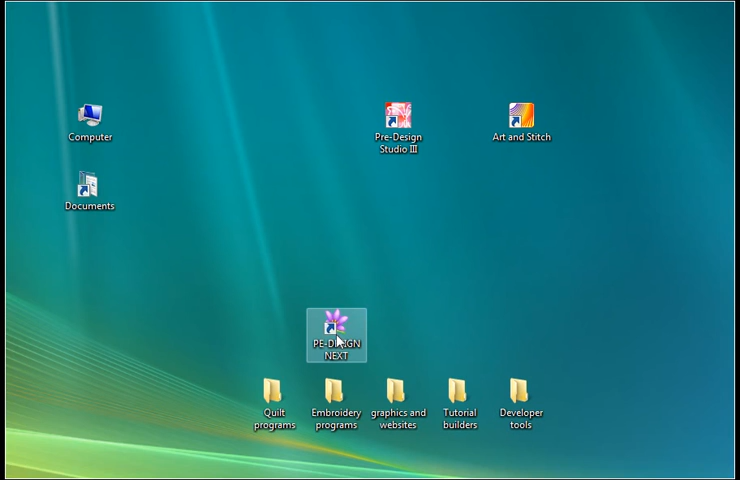 Computer
Pre-Design
Studio III
Art and Stitch
Documents
PE-DESIGN
NEXT
Quilt
programs
Embroidery
programs
graphics and
websites
Tutorial
builders
Developer
tools